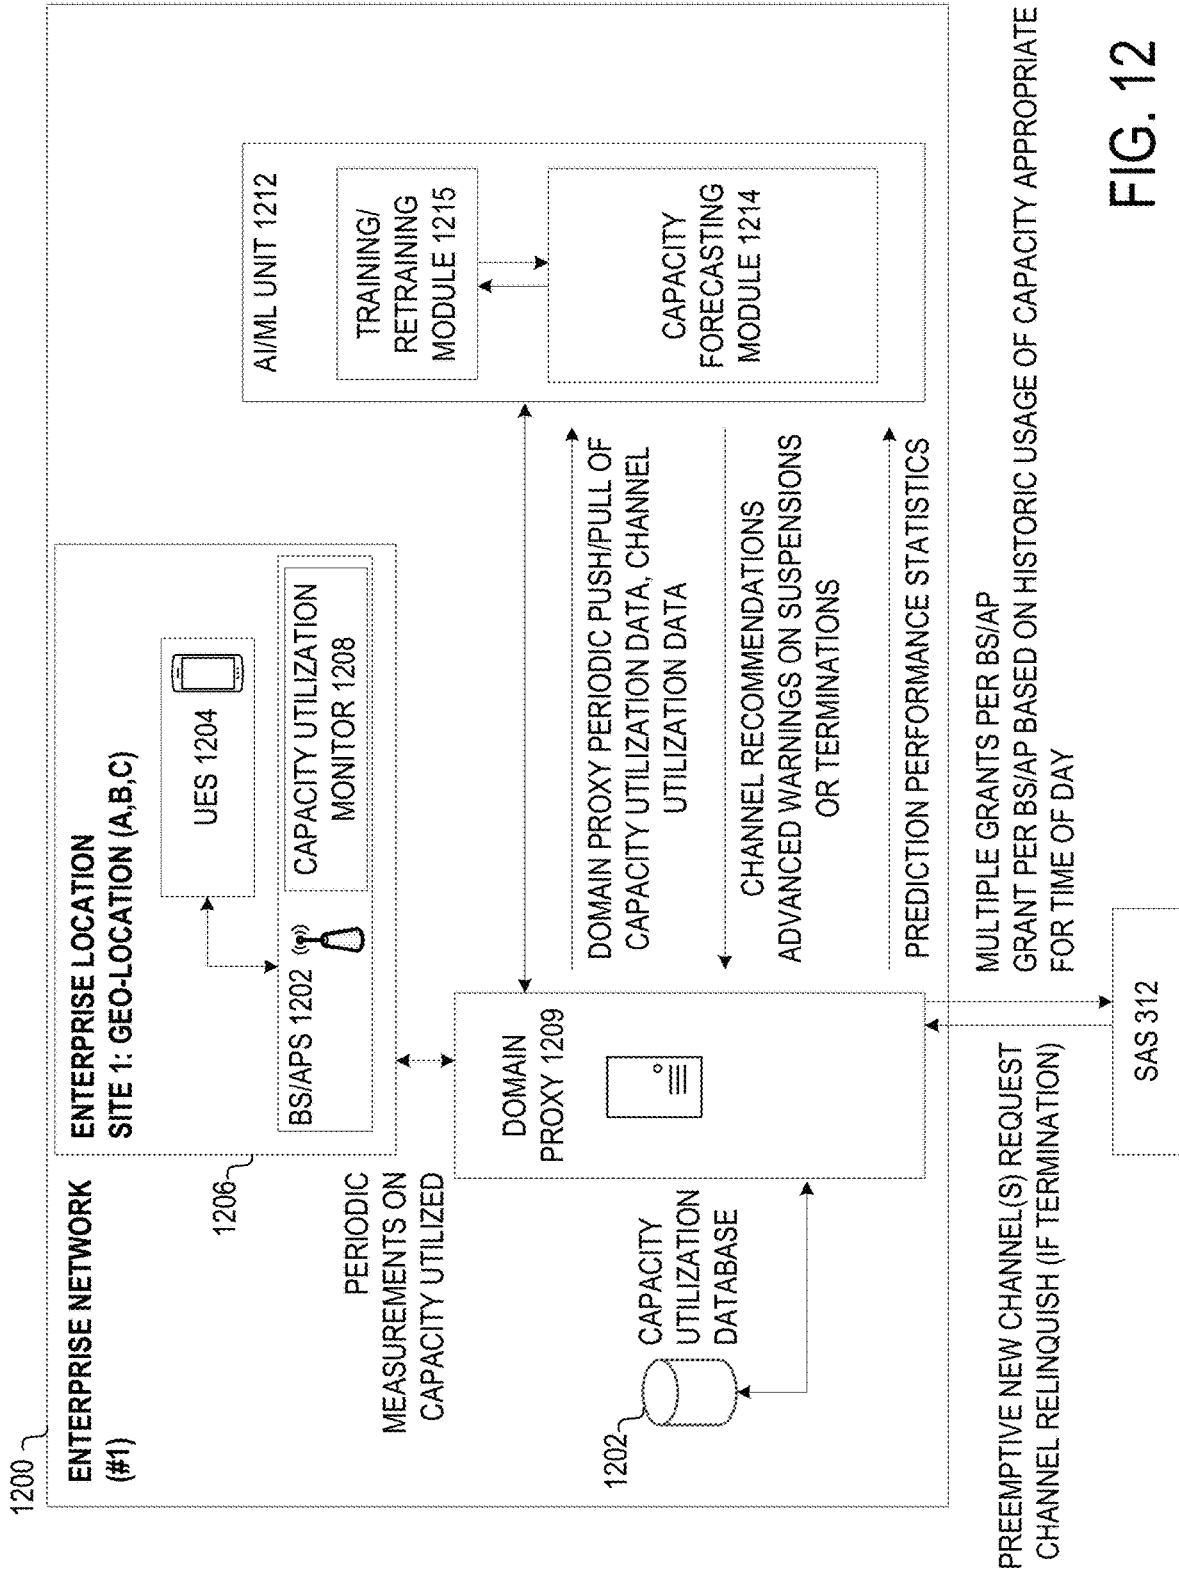 1200
ENTERPRISE NETWORK
(#1)
ENTERPRISE LOCATION
SITE 1: GEO-LOCATION (A,B,C)
1206
UES 1204
BS/APS 1202
CAPACITY UTILIZATION
MONITOR 1208
PERIODIC
MEASUREMENTS ON
CAPACITY UTILIZED
AI/ML UNIT 1212
TRAINING/
RETRAINING
MODULE 1215
CAPACITY
FORECASTING
MODULE 1214
DOMAIN
PROXY 1209
1202
CAPACITY
UTILIZATION
DATABASE
DOMAIN PROXY PERIODIC PUSH/PULL OF
CAPACITY UTILIZATION DATA, CHANNEL
UTILIZATION DATA
CHANNEL RECOMMENDATIONS
ADVANCED WARNINGS ON SUSPENSIONS
OR TERMINATIONS
PREDICTION PERFORMANCE STATISTICS
PREEMPTIVE NEW CHANNEL(S) REQUEST
CHANNEL RELINQUISH (IF TERMINATION)
MULTIPLE GRANTS PER BS/AP
GRANT PER BS/AP BASED ON HISTORIC USAGE OF CAPACITY APPROPRIATE
FOR TIME OF DAY
SAS 312
FIG. 12